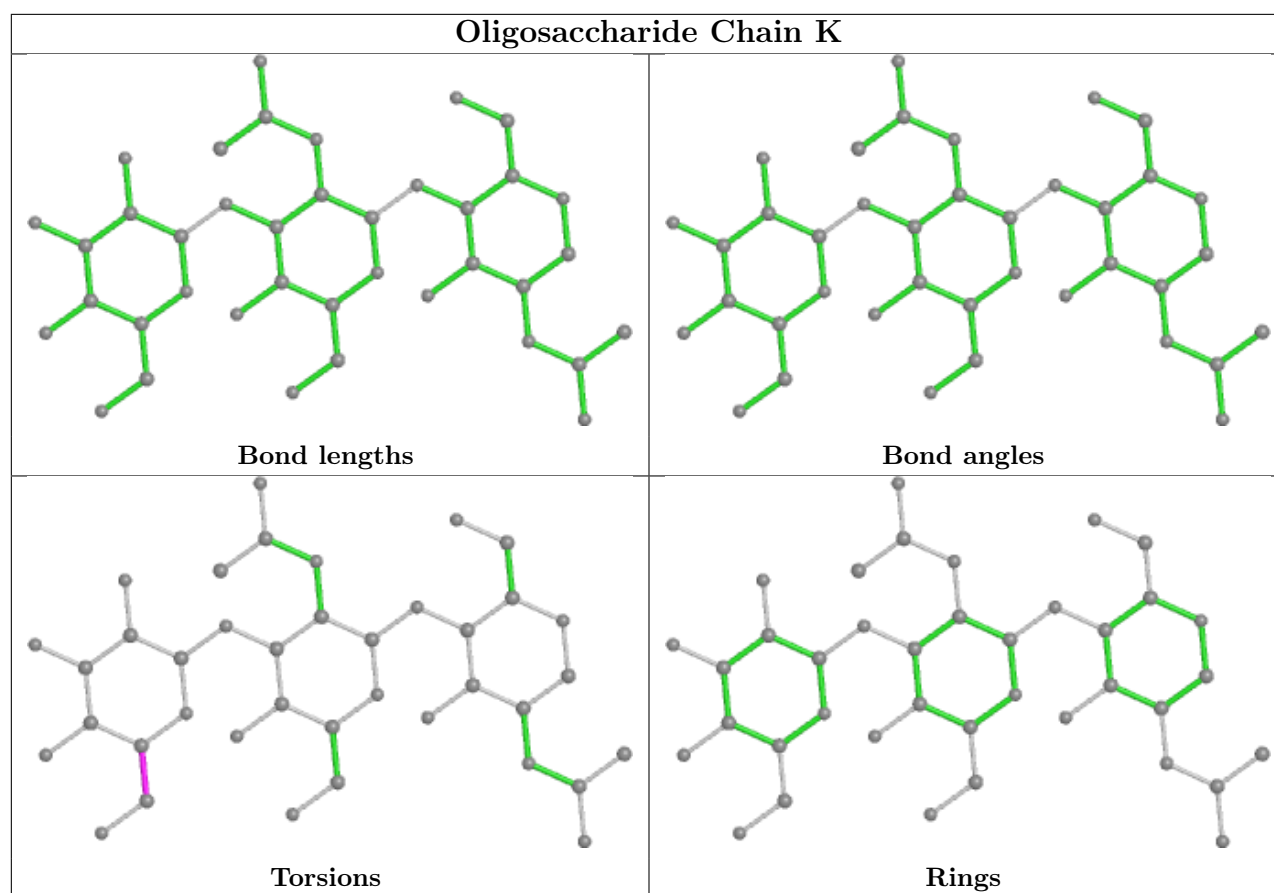 Oligosaccharide Chain K
Bond lengths
Bond angles
Torsions
Rings